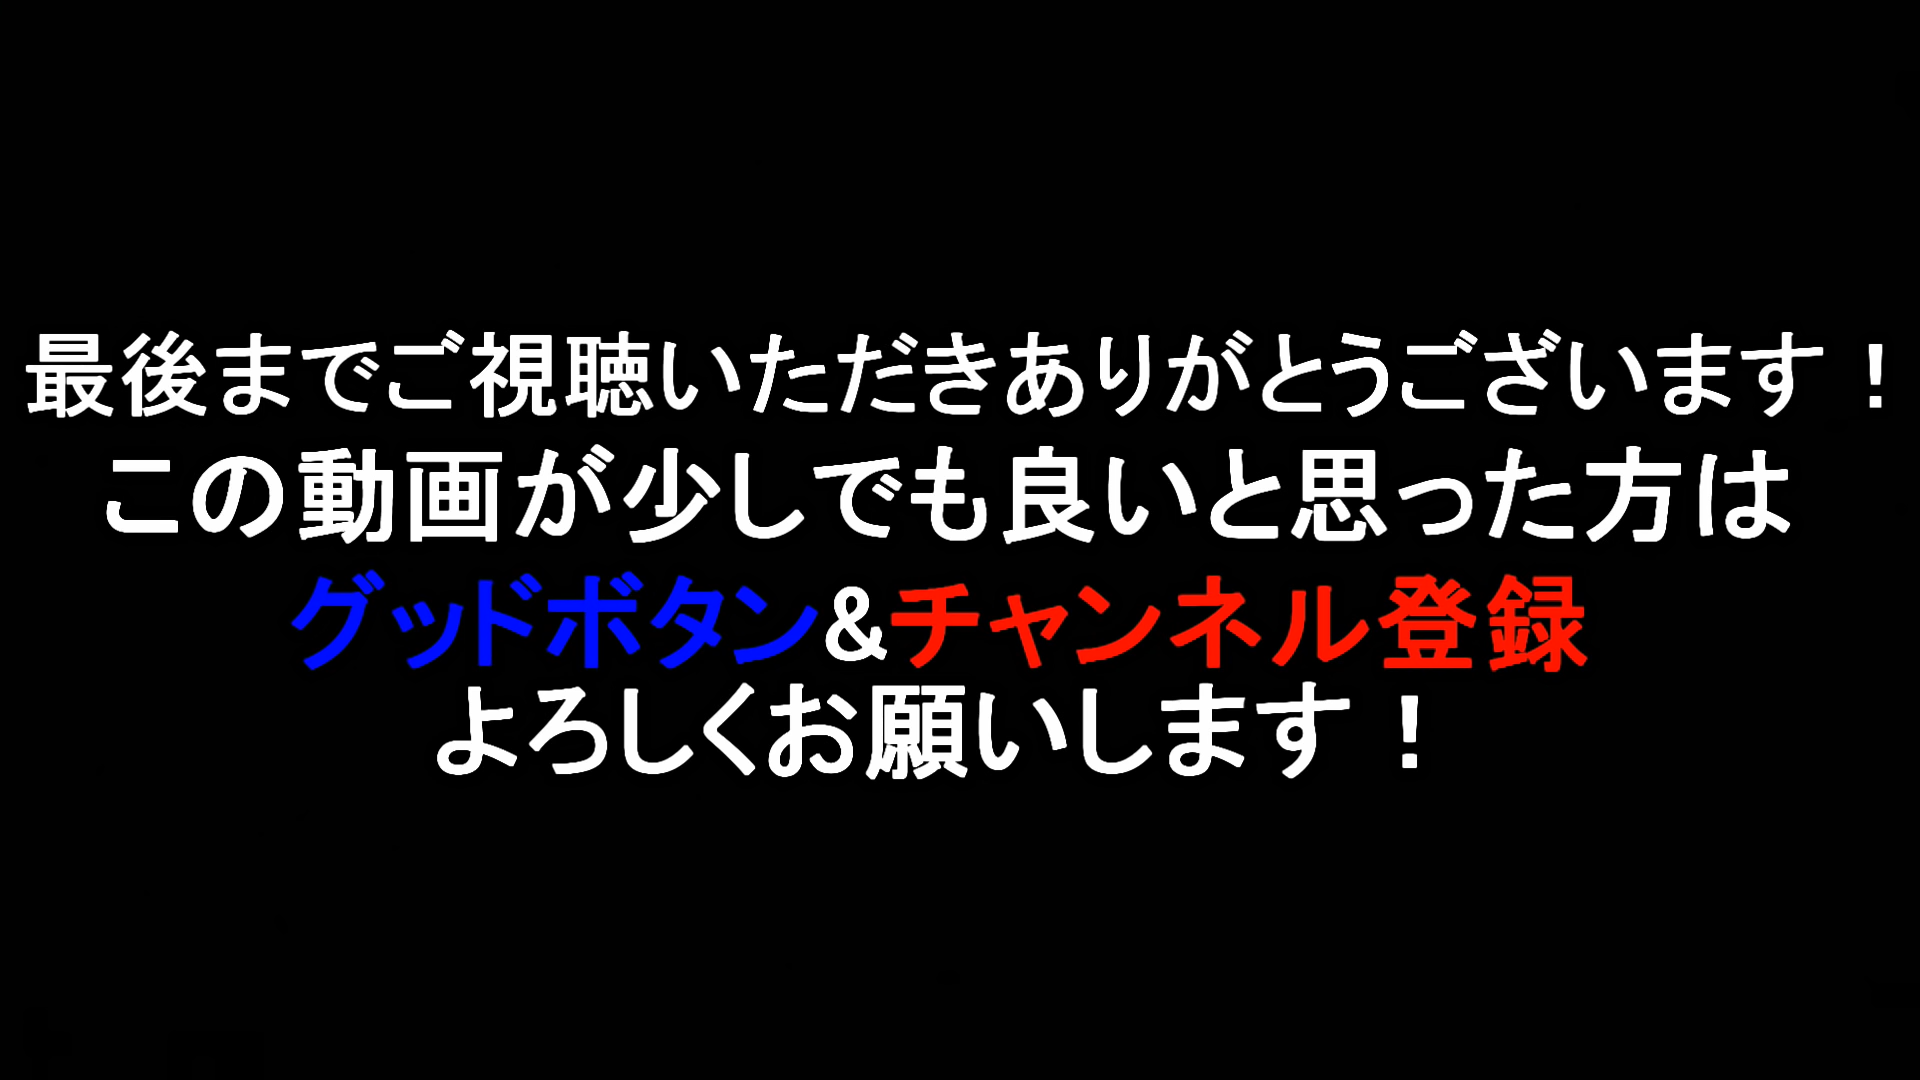 最後までご視聴いただきありがとうございます！
この動画が少しでも良いと思った方は
グッドボタン&チャンネル登録
よろしくお願いします！